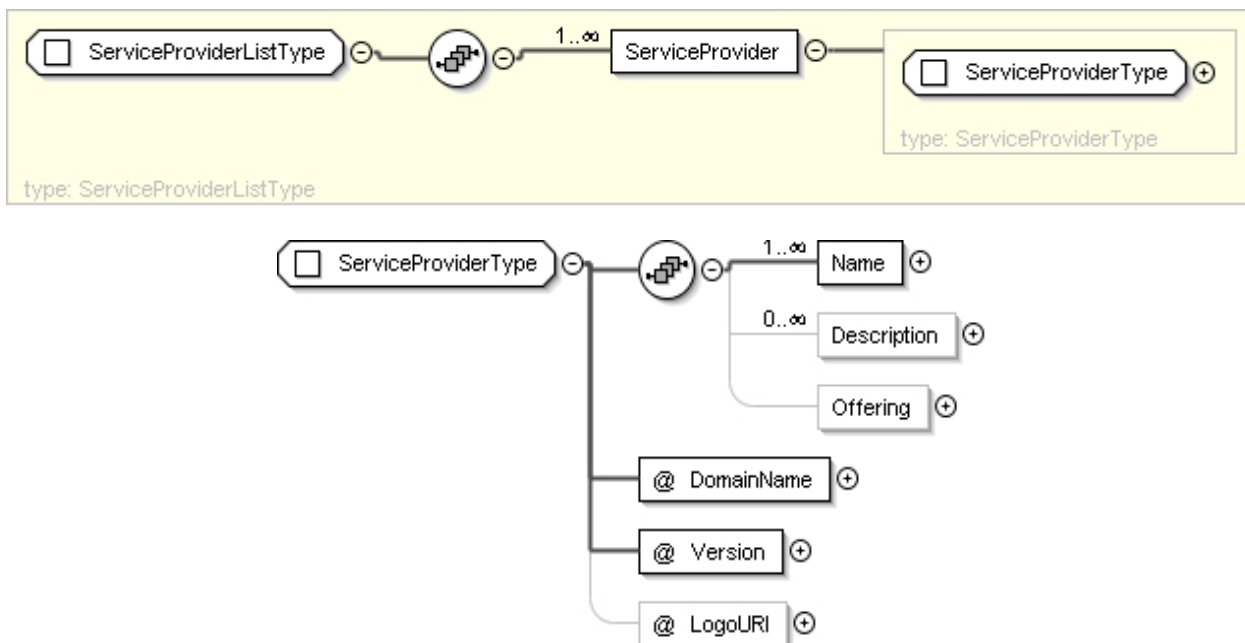 ServiceProviderListType
1..∞
ServiceProvider
ServiceProviderType
type: ServiceProviderType
type: ServiceProviderListType
ServiceProviderType
1..∞
Name
0..∞
Description
Offering
@ DomainName
@ Version
@ LogoURI